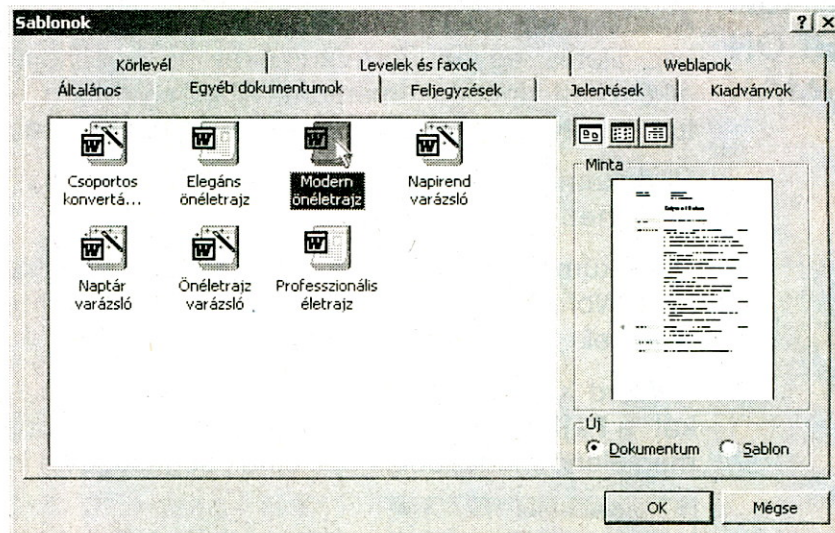 Sablonok
Körlevél
Levelek és faxok
Weblapok
Általános
Egyéb dokumentumok
Feljegyzések
Jelentések
Kiadványok
Csoportos
konvertá...
Elegáns
önéletrajz
Modern
önéletrajz
Napirend
varázsló
Naptár
varázsló
Önéletrajz
varázsló
Professzionális
életrajz
Minta
Új
Dokumentum
Sablon
OK
Mégse